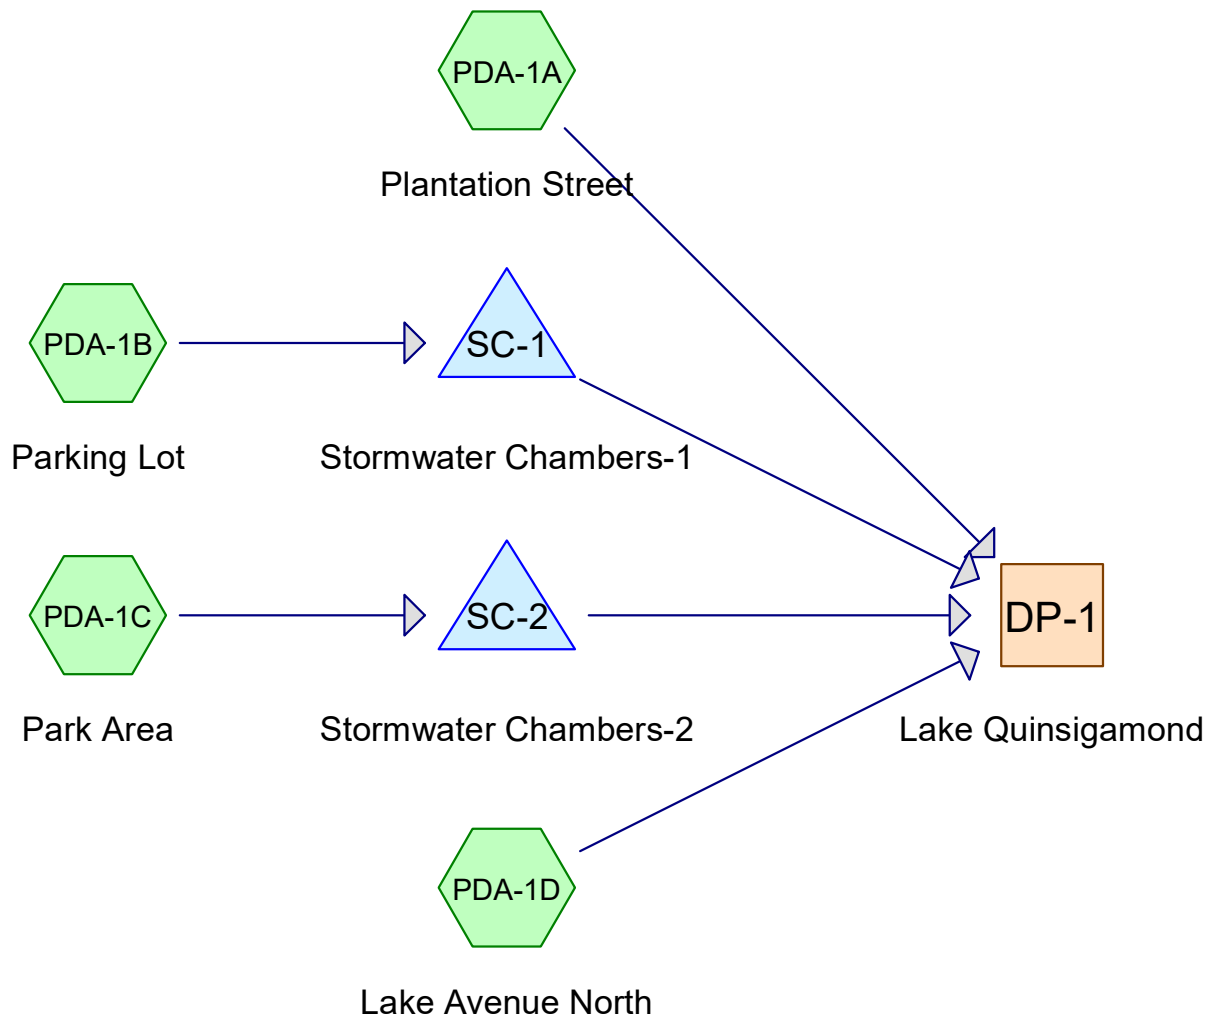 PDA-1A
Plantation Street
PDA-1B
SC-1
Parking Lot
Stormwater Chambers-1
PDA-1C
SC-2
DP-1
Park Area
Stormwater Chambers-2
Lake Quinsigamond
PDA-1D
Lake Avenue North